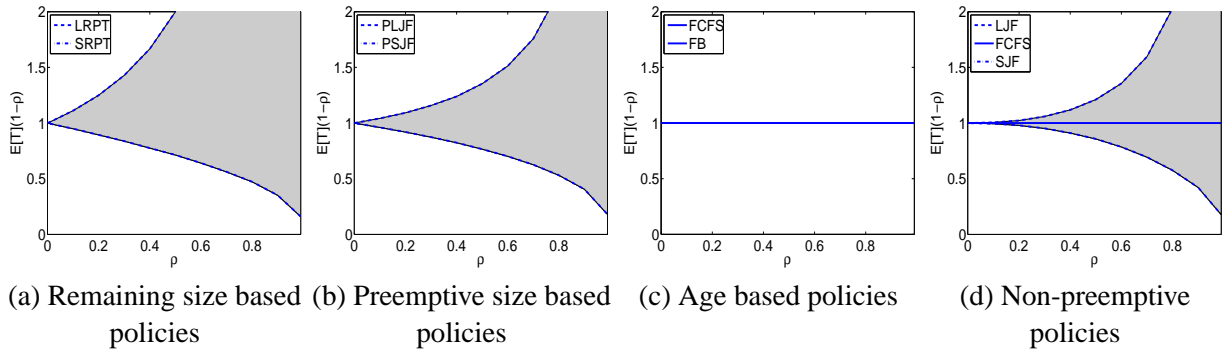 LRPT
SRPT
E[T](1−ρ)
2
1.5
1
0.5
0
0 0.2 0.4 0.6 0.8
ρ
(a) Remaining size based
policies
PLJF
PSJF
E[T](1−ρ)
2
1.5
1
0.5
0
0 0.2 0.4 0.6 0.8
ρ
(b) Preemptive size based
policies
FCFS
FB
E[T](1−ρ)
2
1.5
1
0.5
0
0 0.2 0.4 0.6 0.8
ρ
(c) Age based policies
LJF
FCFS
SJF
E[T](1−ρ)
2
1.5
1
0.5
0
0 0.2 0.4 0.6 0.8
ρ
(d) Non-preemptive
policies